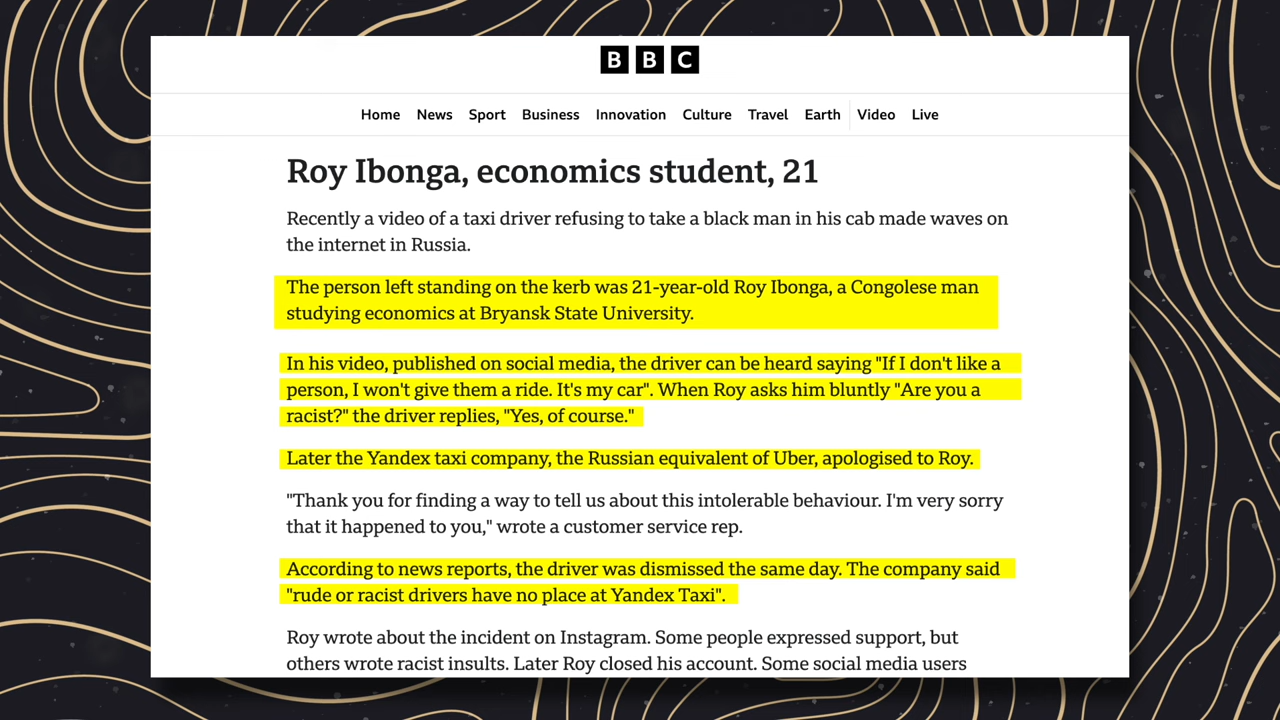 BBC
Home News Sport Business Innovation Culture Travel Earth Video Live
Roy Ibonga, economics student, 21
Recently a video of a taxi driver refusing to take a black man in his cab made waves on
the internet in Russia.
The person left standing on the kerb was 21-year-old Roy Ibonga, a Congolese man
studying economics at Bryansk State University.
In his video, published on social media, the driver can be heard saying "If I don't like a
person, I won't give them a ride. It's my car". When Roy asks him bluntly "Are you a
racist?" the driver replies, "Yes, of course."
Later the Yandex taxi company, the Russian equivalent of Uber, apologised to Roy.
"Thank you for finding a way to tell us about this intolerable behaviour. I'm very sorry
that it happened to you," wrote a customer service rep.
According to news reports, the driver was dismissed the same day. The company said
"rude or racist drivers have no place at Yandex Taxi".
Roy wrote about the incident on Instagram. Some people expressed support, but
others wrote racist insults. Later Roy closed his account. Some social media users